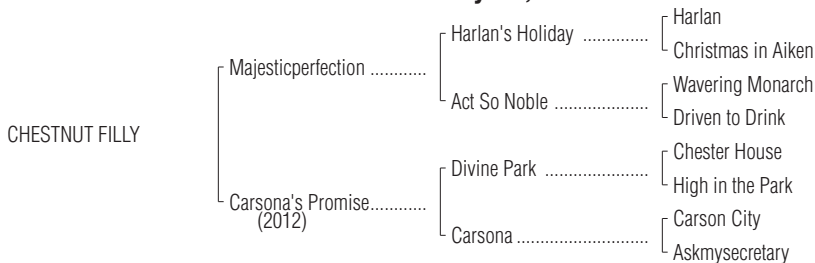 Harlan
Harlan's Holiday ..............
Christmas in Aiken
Majesticperfection ............
Wavering Monarch
Act So Noble .....................
Driven to Drink
CHESTNUT FILLY
Chester House
Divine Park .......................
High in the Park
Carsona's Promise............
(2012)
Carson City
Carsona .............................
Askmysecretary